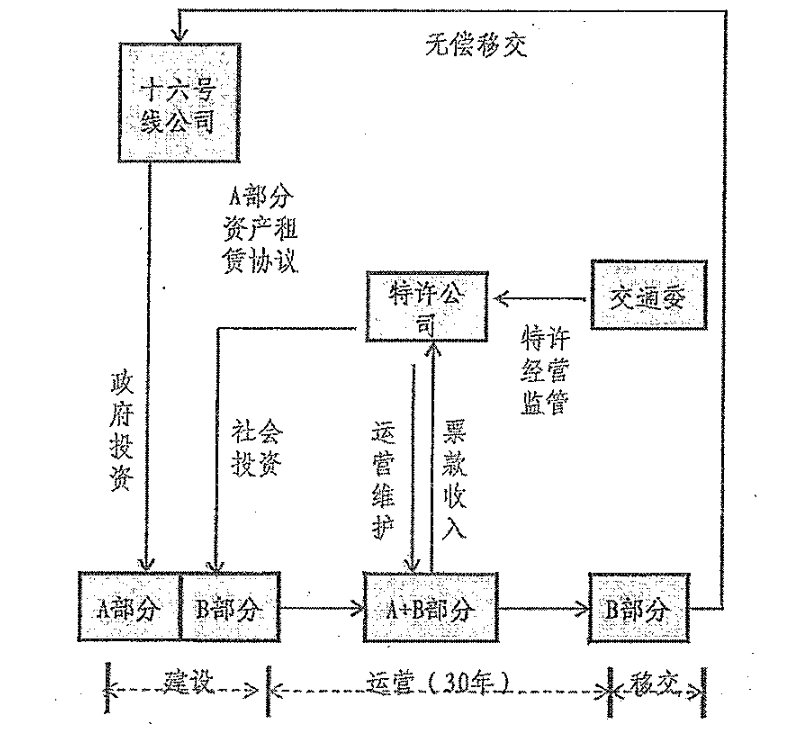 无偿移交
十六号
线公司
A部分
资产租
赁协议
特许公
司
交通委
特许
经营
监管
政
府
投
资
社会
投资
运
营
维
护
票
款
收
入
A部分
B部分
A+B部分
B部分
建设
运营(30年)
移交